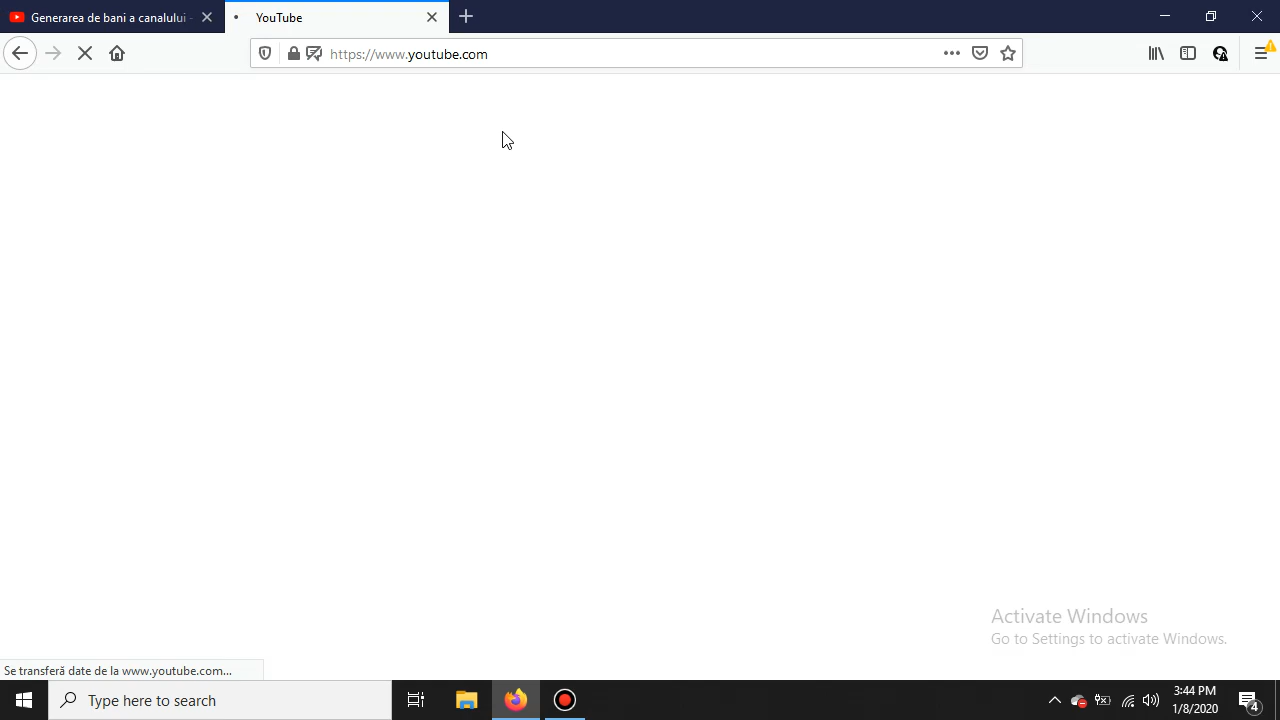 Generarea de bani a canalului -
YouTube
https://www.youtube.com
Activate Windows
Go to Settings to activate Windows.
Se transferă date de la www.youtube.com...
Type here to search
3:44 PM
1/8/2020
4